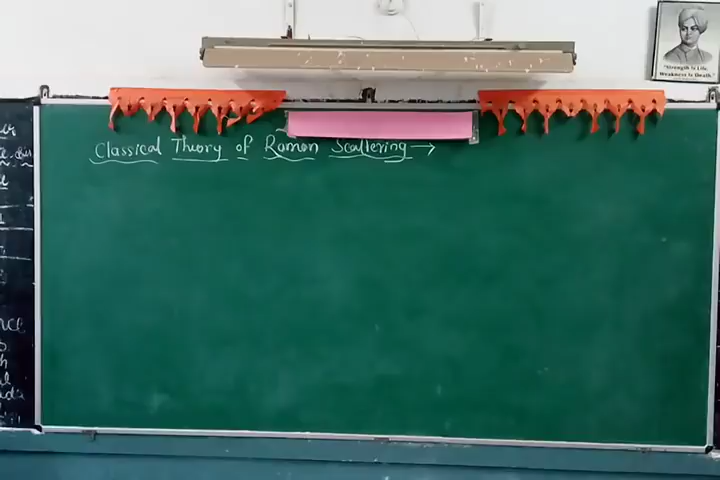 "Strength is Life,
Weakness is Death"
Classical Theory of Raman Scattering →